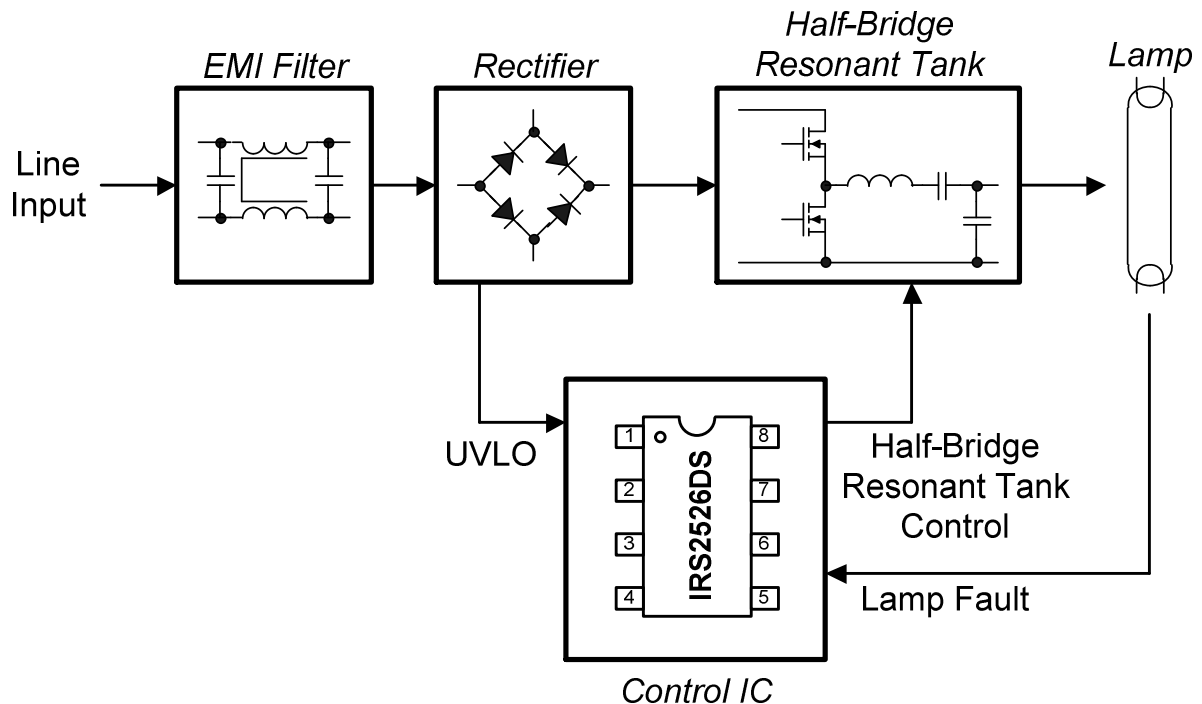 Half-Bridge
Resonant Tank
EMI Filter
Rectifier
Lamp
Line
Input
UVLO
1
2
3
4
IRS2526DS
8
7
6
5
Half-Bridge
Resonant Tank
Control
Lamp Fault
Control IC